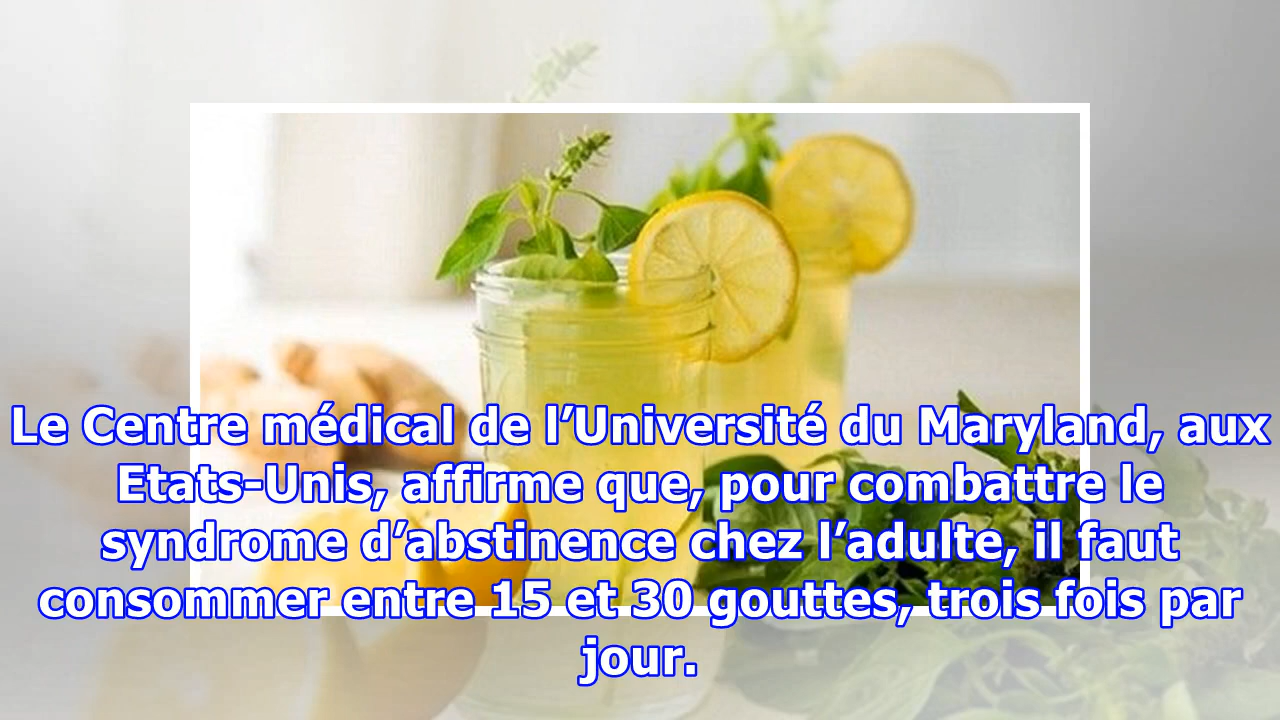 Le Centre médical de l’Université du Maryland, aux
Etats-Unis, affirme que, pour combattre le
syndrome d’abstinence chez l’adulte, il faut
consommer entre 15 et 30 gouttes, trois fois par
jour.